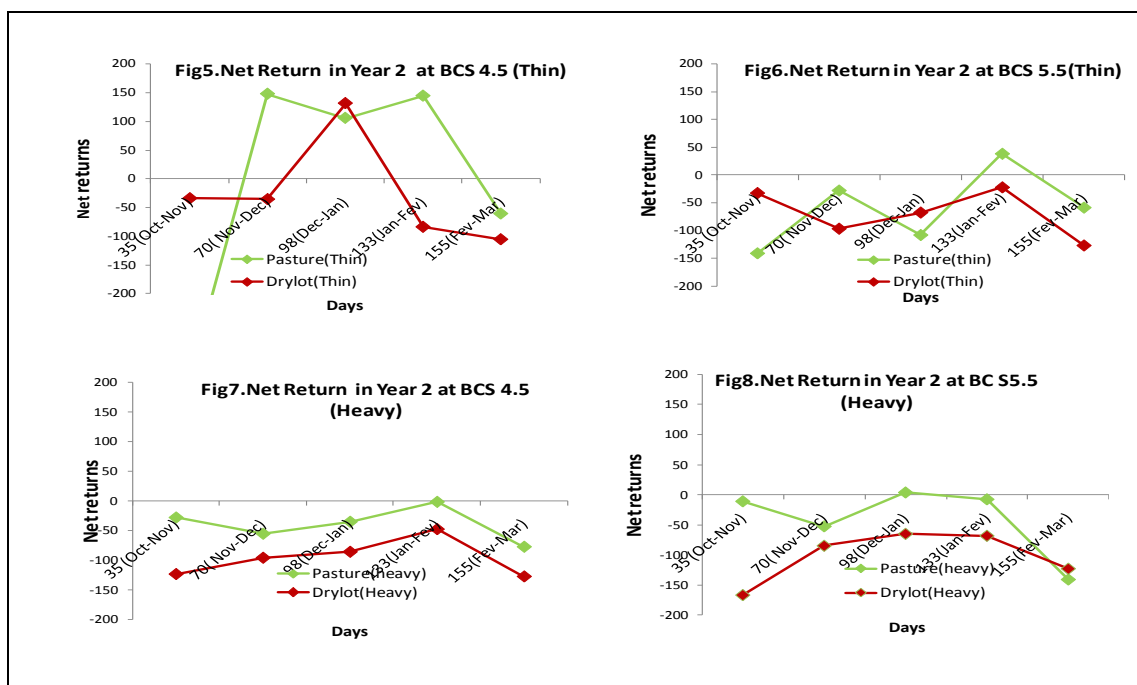 Fig5.Net Return in Year 2 at BCS 4.5 (Thin)
200
150
100
50
0
-50
-100
-150
-200
Net returns
35 (Oct-Nov)
70( Nov-Dec)
98(Dec-Jan)
133(Jan-Fev)
155(Fev-Mar)
Pasture(Thin)
Drylot(Thin)
Days
Fig6.Net Return in Year 2 at BCS 5.5(Thin)
200
150
100
50
0
-50
-100
-150
-200
Net returns
35 (Oct-Nov)
70( Nov-Dec)
98(Dec-Jan)
133(Jan-Fev)
155(Fev-Mar)
Pasture(thin)
Drylot(Thin)
Days
Fig7.Net Return in Year 2 at BCS 4.5
(Heavy)
200
150
100
50
0
-50
-100
-150
-200
Net returns
35 (Oct-Nov)
70( Nov-Dec)
98(Dec-Jan)
133(Jan-Fev)
155(Fev-Mar)
Pasture(heavy)
Drylot(Heavy)
Days
Fig8.Net Return in Year 2 at BC S5.5
(Heavy)
200
150
100
50
0
-50
-100
-150
-200
Net returns
35 (Oct-Nov)
70( Nov-Dec)
98(Dec-Jan)
133(Jan-Fev)
155(Fev-Mar)
Pasture(heavy)
Drylot(Heavy)
Days